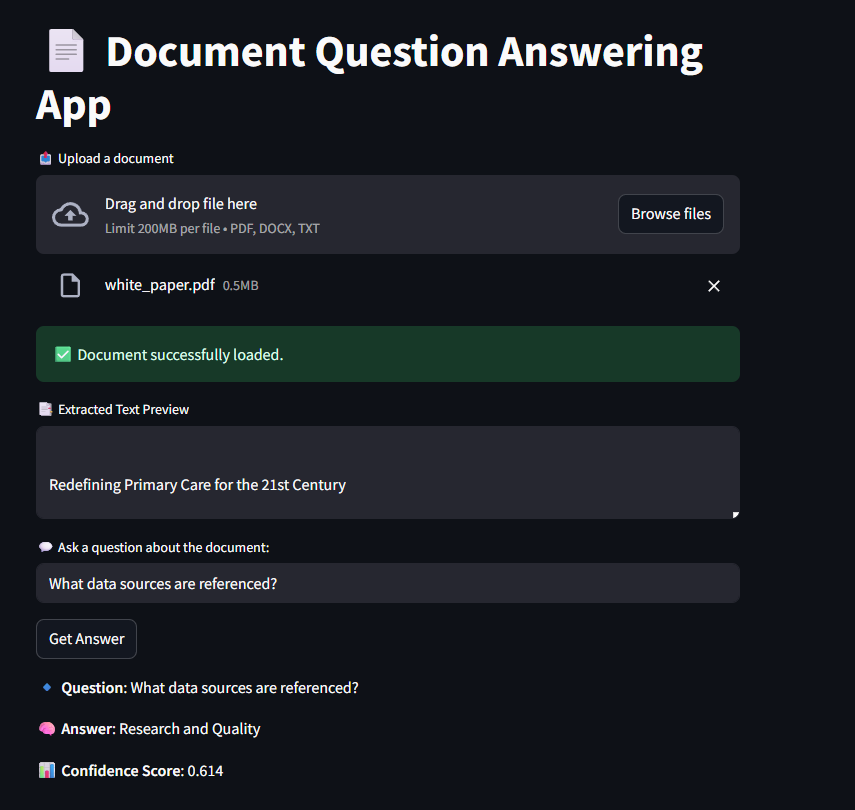 Document Question Answering
App
Upload a document
Drag and drop file here
Limit 200MB per file • PDF, DOCX, TXT
Browse files
white_paper.pdf 0.5MB
Document successfully loaded.
Extracted Text Preview
Redefining Primary Care for the 21st Century
Ask a question about the document:
What data sources are referenced?
Get Answer
Question: What data sources are referenced?
Answer: Research and Quality
Confidence Score: 0.614